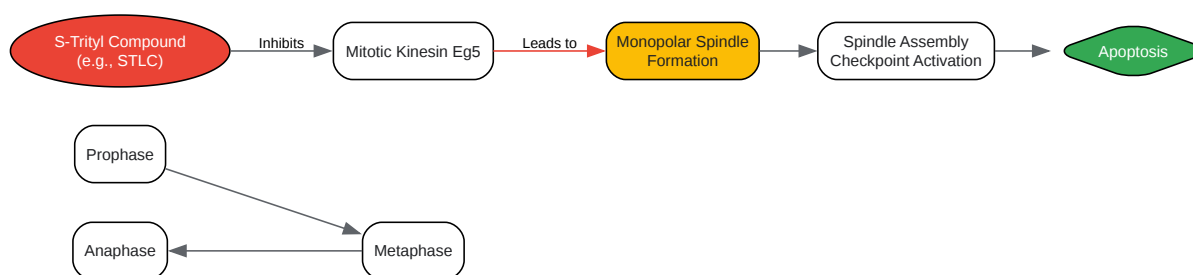 S-Trityl Compound
(e.g., STLC)
Inhibits
Mitotic Kinesin Eg5
Leads to
Monopolar Spindle
Formation
Spindle Assembly
Checkpoint Activation
Apoptosis
Prophase
Anaphase
Metaphase